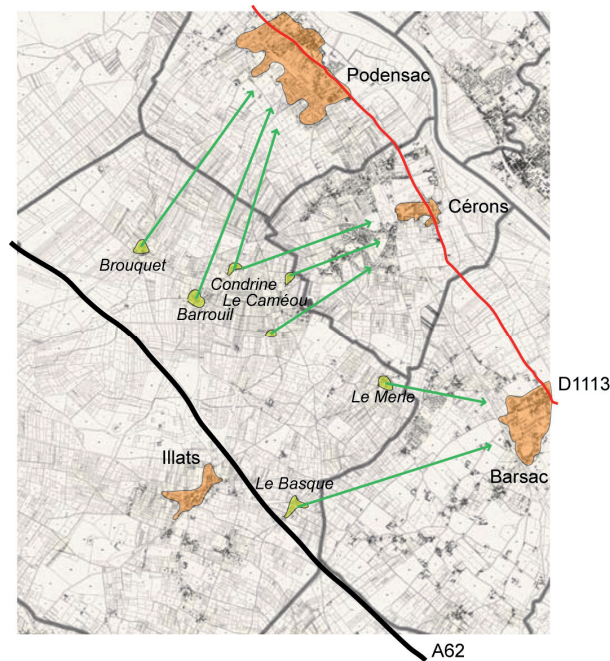 Podensac
Cérons
Brouquet
Condrine
Le Caméou
Barrouil
D1113
Le Merle
Illats
Barsac
Le Basque
A62